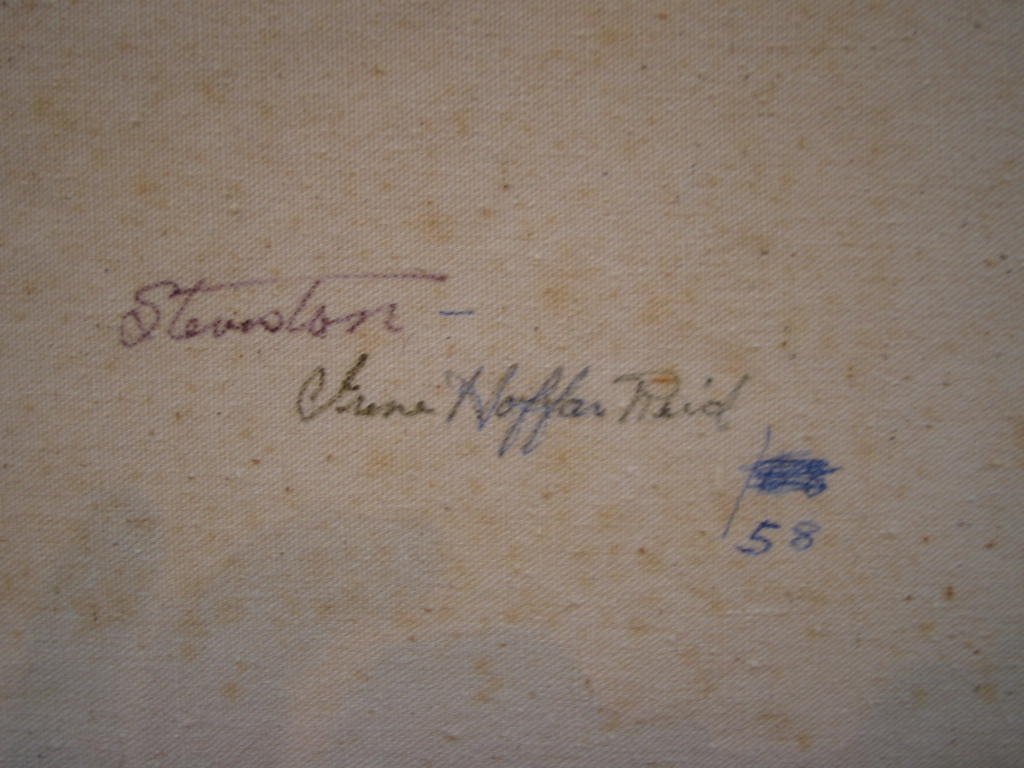 Steveston -
Irene Hoffar Reid
58